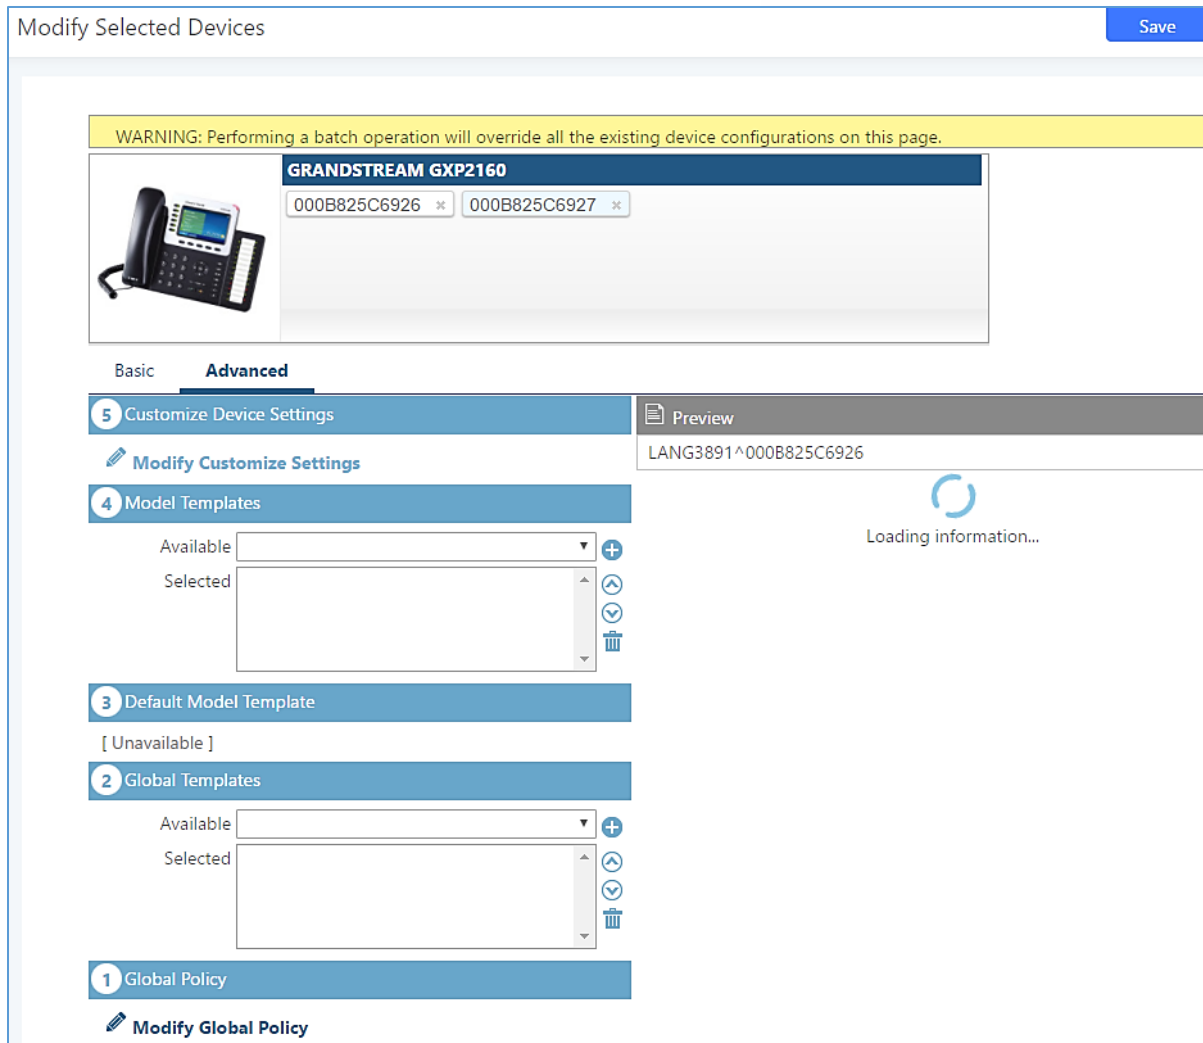 Modify Selected Devices
Save
WARNING: Performing a batch operation will override all the existing device configurations on this page.
GRANDSTREAM GXP2160
000B825C6926 × 000B825C6927 ×
Basic Advanced
5 Customize Device Settings
Modify Customize Settings
4 Model Templates
Available
Selected
3 Default Model Template
[ Unavailable ]
2 Global Templates
Available
Selected
1 Global Policy
Modify Global Policy
Preview
LANG3891^000B825C6926
Loading information...